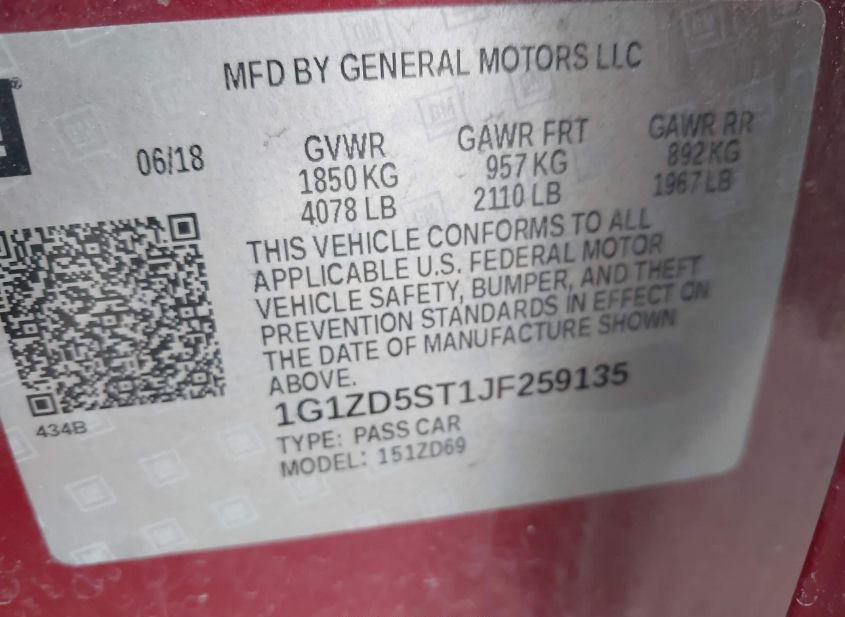 MFD BY GENERAL MOTORS LLC
06/18
GVWR
1850 KG
4078 LB
GAWR FRT
957 KG
2110 LB
GAWR RR
892 KG
1967 LB
THIS VEHICLE CONFORMS TO ALL
APPLICABLE U.S. FEDERAL MOTOR
VEHICLE SAFETY, BUMPER, AND THEFT
PREVENTION STANDARDS IN EFFECT ON
THE DATE OF MANUFACTURE SHOWN
ABOVE.
1G1ZD5ST1JF259135
TYPE: PASS CAR
MODEL: 151ZD69
434B